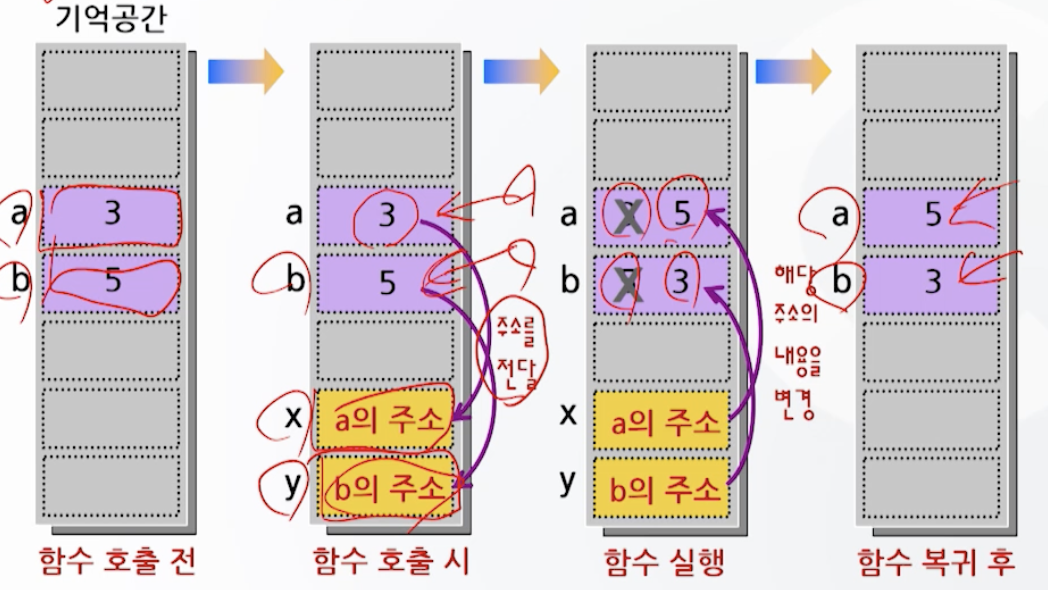 기억공간
a 3
b 5
함수 호출 전
a 3
b 5
주소를
전달
x a의 주소
y b의 주소
함수 호출 시
a 5
b 3
해당
주소의
내용을
변경
x a의 주소
y b의 주소
함수 실행
a 5
b 3
함수 복귀 후